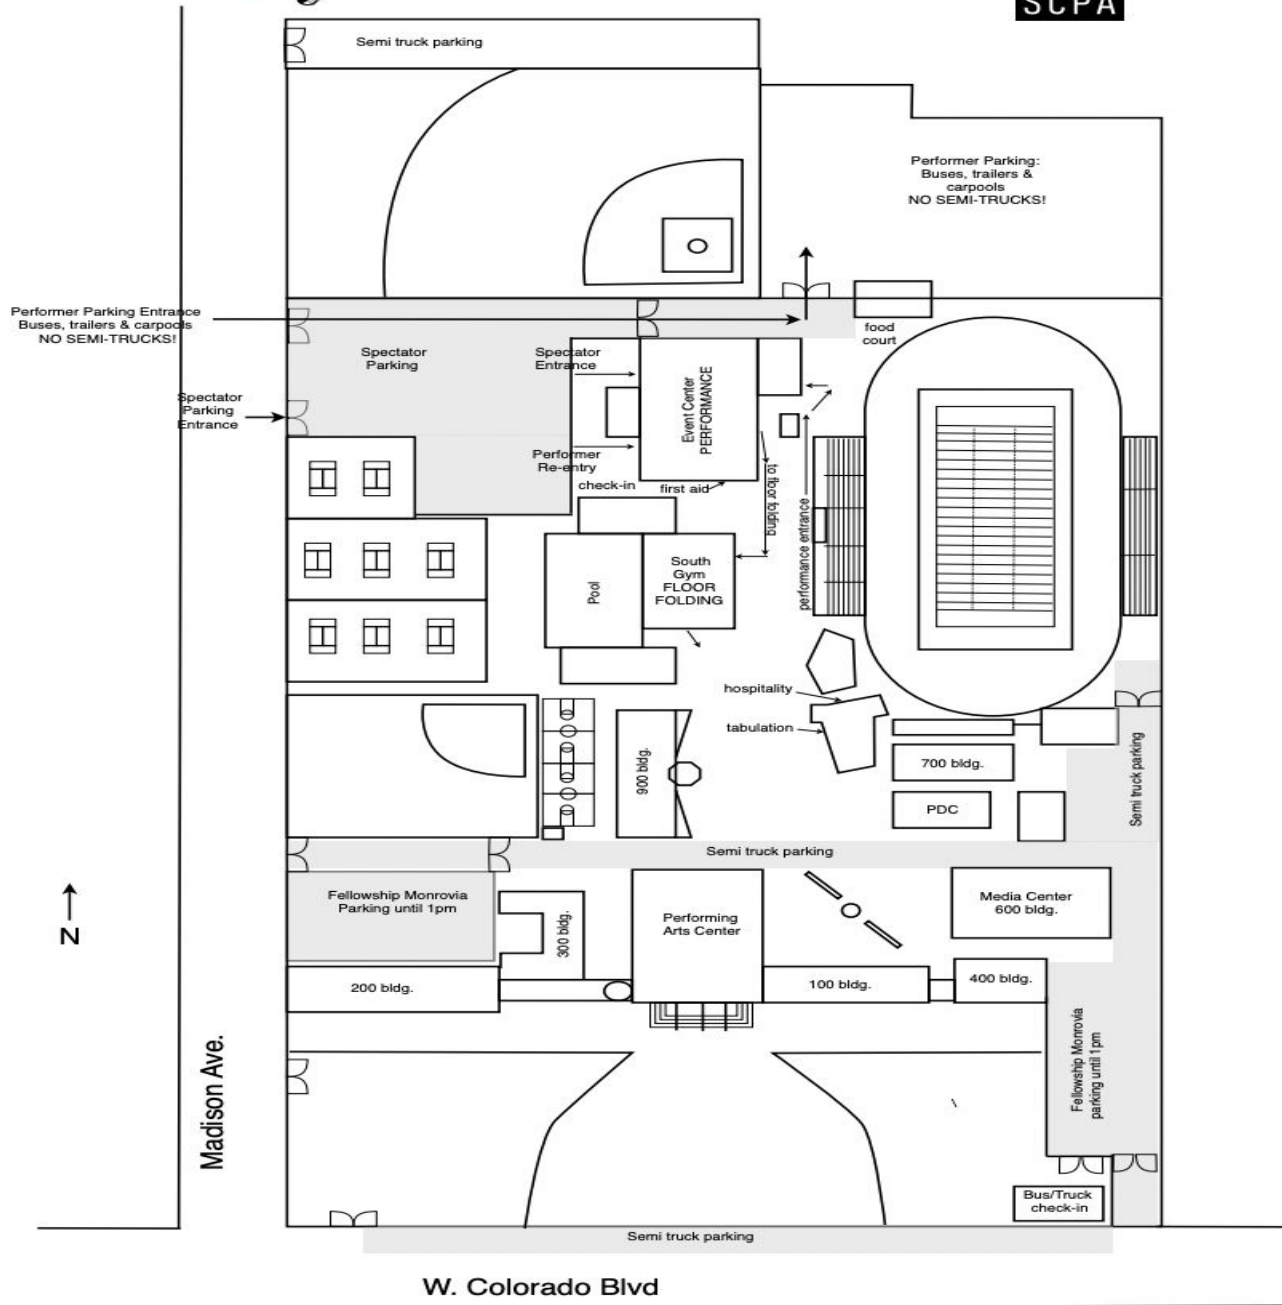 SCPA
Semi truck parking
Performer Parking:
Buses, trailers &
carpools
NO SEMI-TRUCKS!
Performer Parking Entrance
Buses, trailers & carpools
NO SEMI-TRUCKS!
food
court
Spectator
Parking
Spectator
Entrance
Event Center
PERFORMANCE
Spectator
Parking
Entrance
Performer
Re-entry
check-in
first aid
to floor folding
performance entrance
Pool
South
Gym
FLOOR
FOLDING
hospitality
tabulation
900 bldg.
700 bldg.
PDC
Semi truck parking
Semi truck parking
Fellowship Monrovia
Parking until 1pm
300 bldg.
Performing
Arts Center
Media Center
600 bldg.
N
200 bldg.
100 bldg.
400 bldg.
Fellowship Monrovia
parking until 1pm
Madison Ave.
Bus/Truck
check-in
Semi truck parking
W. Colorado Blvd